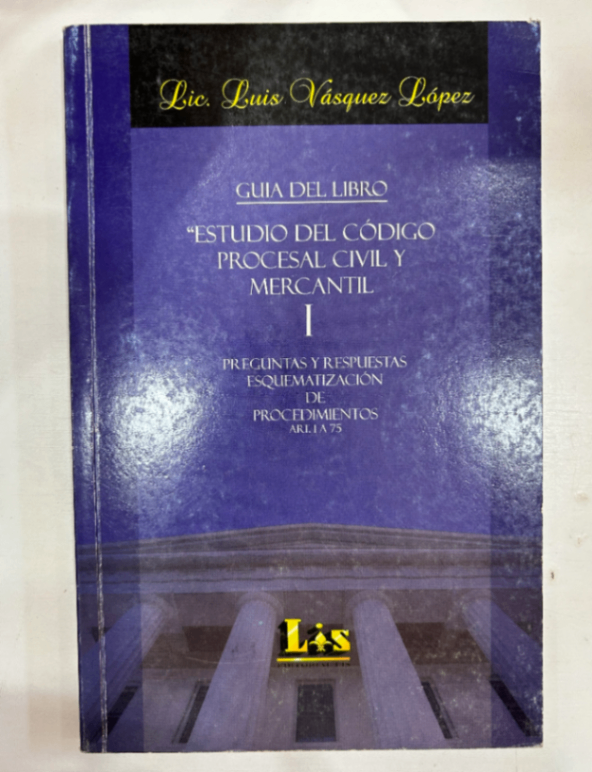 Lic. Luis Vásquez López
GUIA DEL LIBRO
“ESTUDIO DEL CÓDIGO
PROCESAL CIVIL Y
MERCANTIL
I
PREGUNTAS Y RESPUESTAS
ESQUEMATIZACIÓN
DE
PROCEDIMIENTOS
ART. 1 A 75
Lis